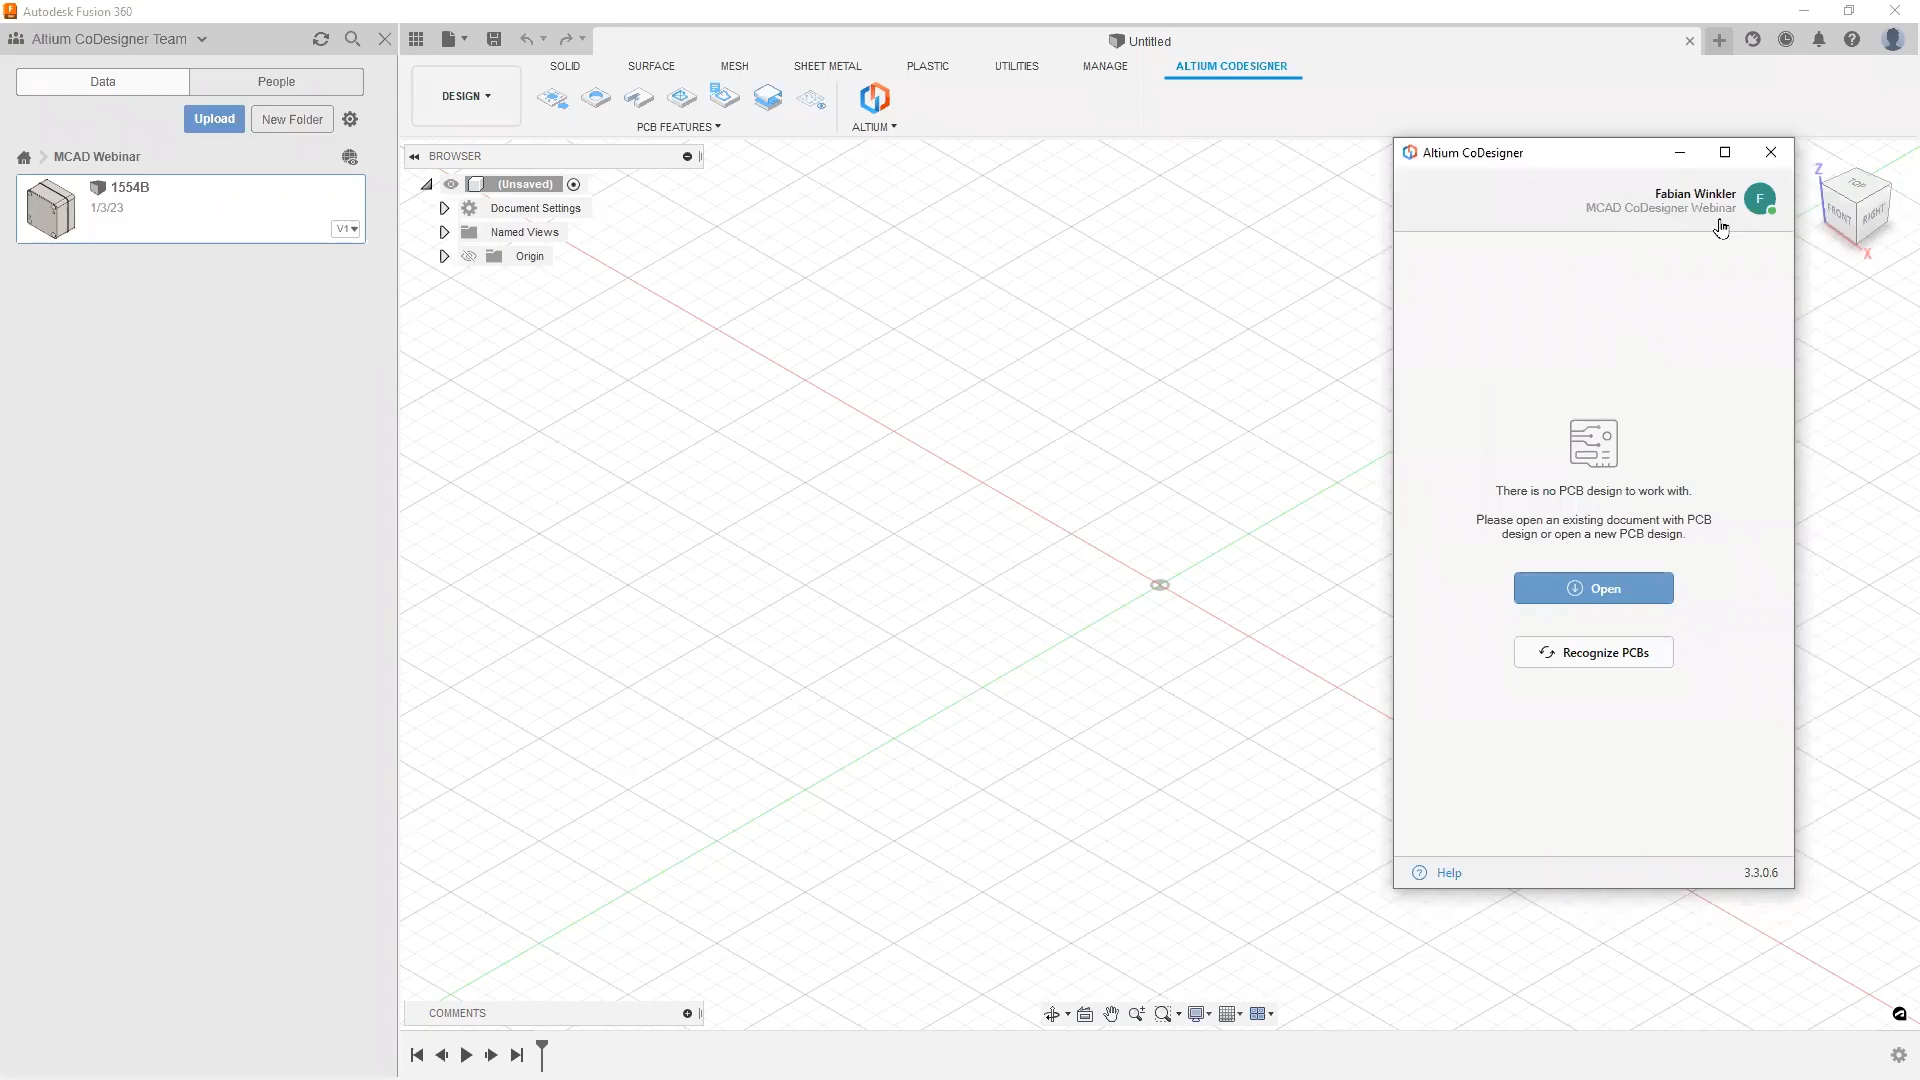 Autodesk Fusion 360
Altium CoDesigner Team
Untitled
Data
People
Upload
New Folder
MCAD Webinar
1554B
1/3/23
V1
DESIGN
SOLID
SURFACE
MESH
SHEET METAL
PLASTIC
UTILITIES
MANAGE
ALTIUM CODESIGNER
PCB FEATURES
ALTIUM
BROWSER
(Unsaved)
Document Settings
Named Views
Origin
Altium CoDesigner
Fabian Winkler
MCAD CoDesigner Webinar
F
There is no PCB design to work with.
Please open an existing document with PCB
design or open a new PCB design.
Open
Recognize PCBs
Help
3.3.0.6
Z
TOP
FRONT
RIGHT
X
COMMENTS